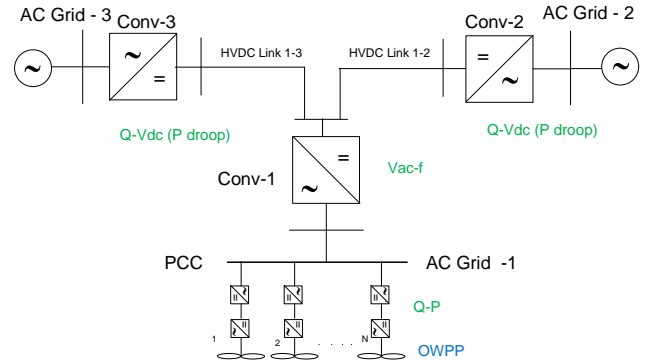 AC Grid - 3
Conv-3
Conv-2
AC Grid - 2
HVDC Link 1-3
HVDC Link 1-2
~
~
=
=
~
~
Q-Vdc (P droop)
Q-Vdc (P droop)
=
Vac-f
Conv-1
~
PCC
AC Grid -1
Q-P
1
2
. . . .
N
OWPP